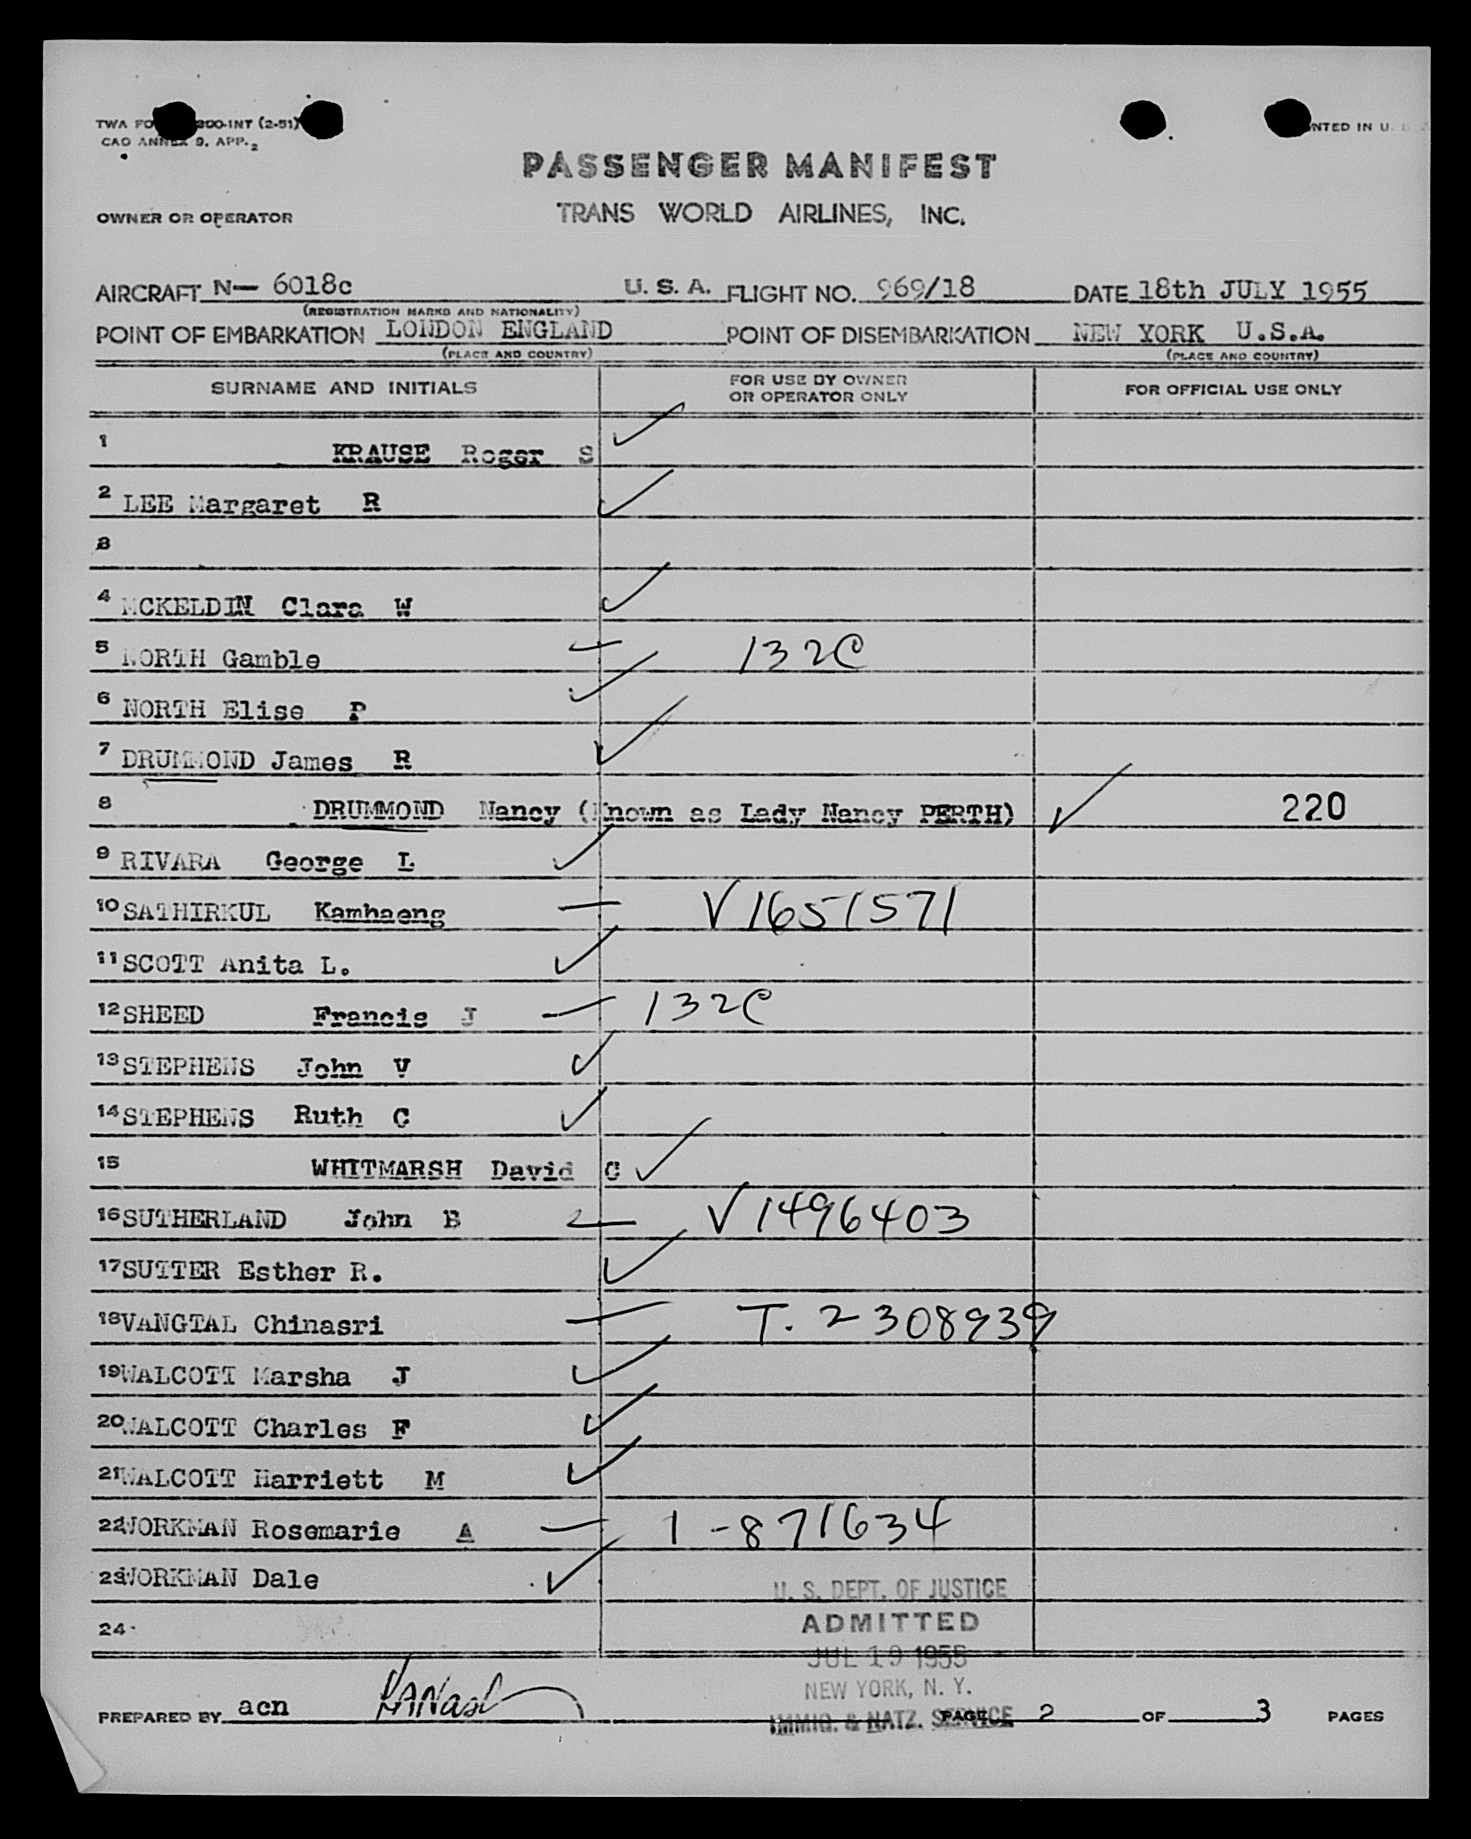 TWA FO 300-INT (2-51)
CAO ANNEX 9, APP. 2
NTED IN U. S.
PASSENGER MANIFEST
OWNER OR OPERATOR
TRANS WORLD AIRLINES, INC.
AIRCRAFT N- 6018c U. S. A. FLIGHT NO. 969/18 DATE 18th JULY 1955
(REGISTRATION MARKS AND NATIONALITY)
POINT OF EMBARKATION LONDON ENGLAND POINT OF DISEMBARKATION NEW YORK U.S.A.
(PLACE AND COUNTRY) (PLACE AND COUNTRY)
SURNAME AND INITIALS FOR USE BY OWNER OR OPERATOR ONLY FOR OFFICIAL USE ONLY
1 KRAUSE Roger S ✓
2 LEE Margaret R ✓
3
4 MCKELDIN Clara W ✓
5 NORTH Gamble — 132C
6 NORTH Elise P ✓
7 DRUMMOND James R ✓
8 DRUMMOND Nancy (Known as Lady Nancy PERTH) ✓ 220
9 RIVARA George L ✓
10 SATHIRKUL Kamhaeng — V1651571
11 SCOTT Anita L. ✓
12 SHEED Francis J — 132C
13 STEPHENS John V ✓
14 STEPHENS Ruth C ✓
15 WHITMARSH David C ✓
16 SUTHERLAND John B — V1496403
17 SUTTER Esther R. ✓
18 VANGTAL Chinasri — T. 2308939
19 WALCOTT Marsha J ✓
20 WALCOTT Charles F ✓
21 WALCOTT Harriett M ✓
22 WORKMAN Rosemarie A — 1-871634
23 WORKMAN Dale ✓
U. S. DEPT. OF JUSTICE
24 ADMITTED
JUL 19 1955
NEW YORK, N. Y.
IMMIG. & NATZ. SERVICE
PREPARED BY acn PAGE 2 OF 3 PAGES